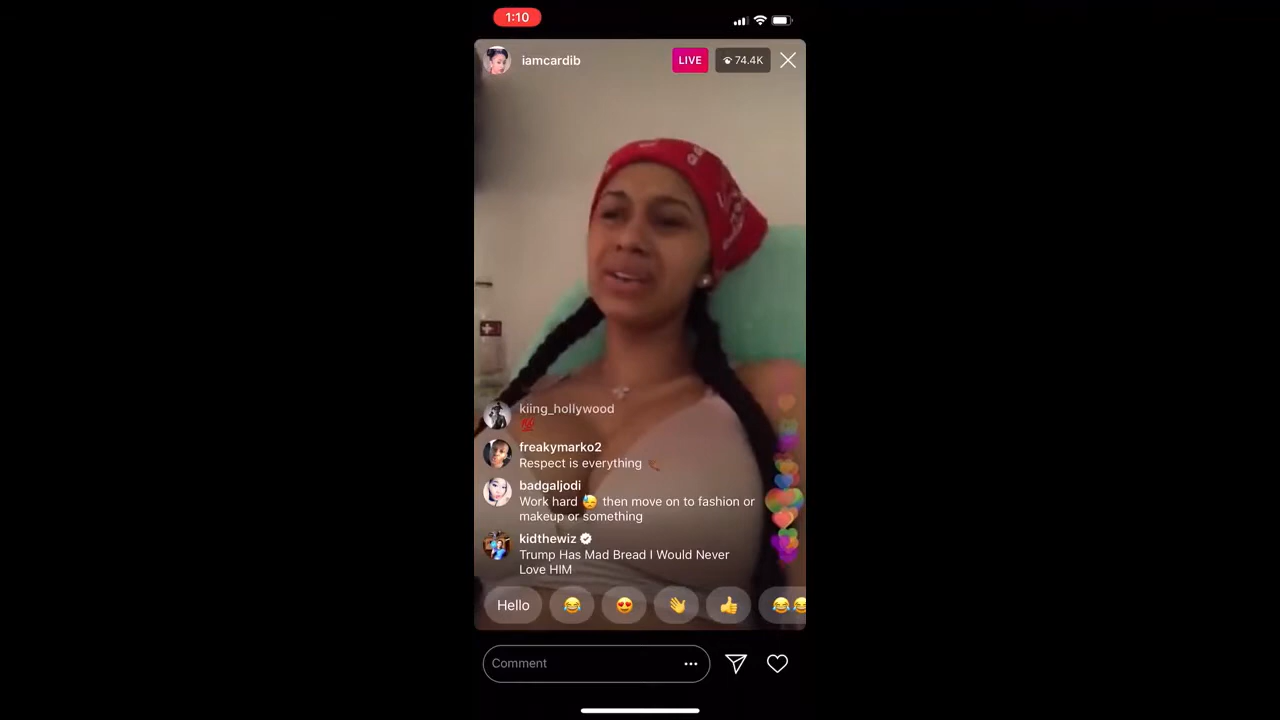 1:10
iamcardib
LIVE
74.4K
kiing_hollywood
💯
freakymarko2
Respect is everything
badgaljodi
Work hard 😓 then move on to fashion or
makeup or something
kidthewiz
Trump Has Mad Bread I Would Never
Love HIM
Hello 😂 😍 👋 👍 😂😂
Comment